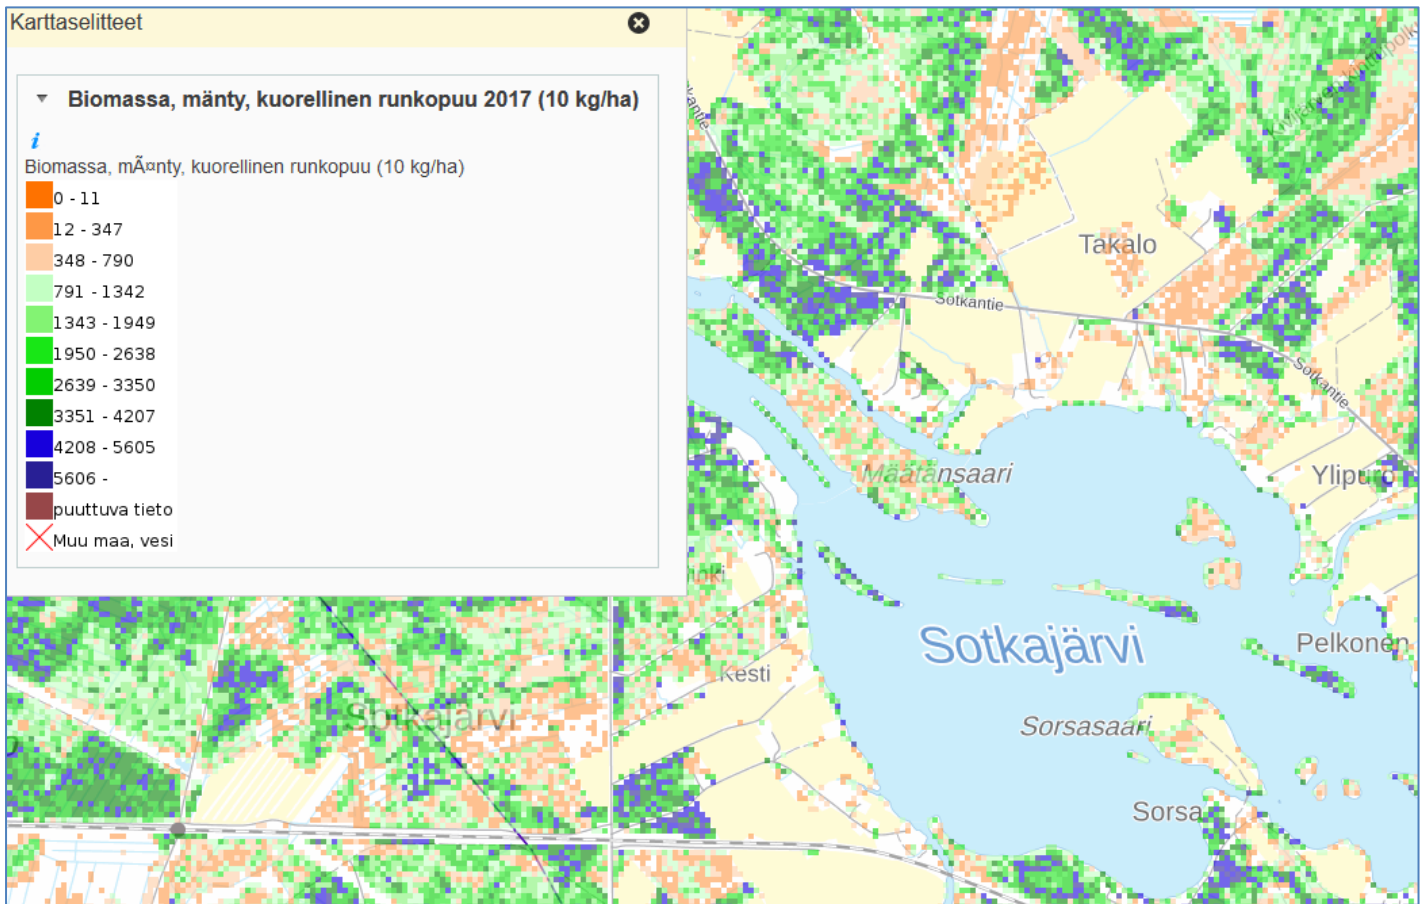 Karttaselitteet
Biomassa, mänty, kuorellinen runkopuu 2017 (10 kg/ha)
i
Biomassa, mÃ¤nty, kuorellinen runkopuu (10 kg/ha)
0 - 11
12 - 347
348 - 790
791 - 1342
1343 - 1949
1950 - 2638
2639 - 3350
3351 - 4207
4208 - 5605
5606 -
puuttuva tieto
Muu maa, vesi
Takalo
Sotkantie
Sotkantie
Määtänsaari
Ylipuro
Sotkajärvi
Pelkonen
Kesti
Sotkajärvi
Sorsasaari
Sorsa